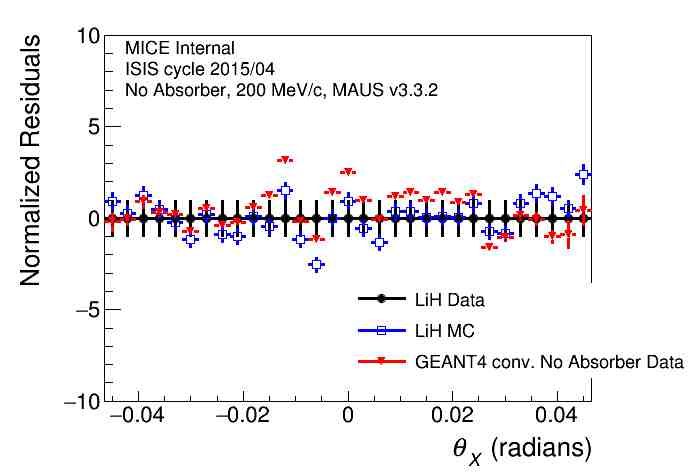 Normalized Residuals
10
5
0
−5
−10
MICE Internal
ISIS cycle 2015/04
No Absorber, 200 MeV/c, MAUS v3.3.2
LiH Data
LiH MC
GEANT4 conv. No Absorber Data
−0.04 −0.02 0 0.02 0.04
θX (radians)